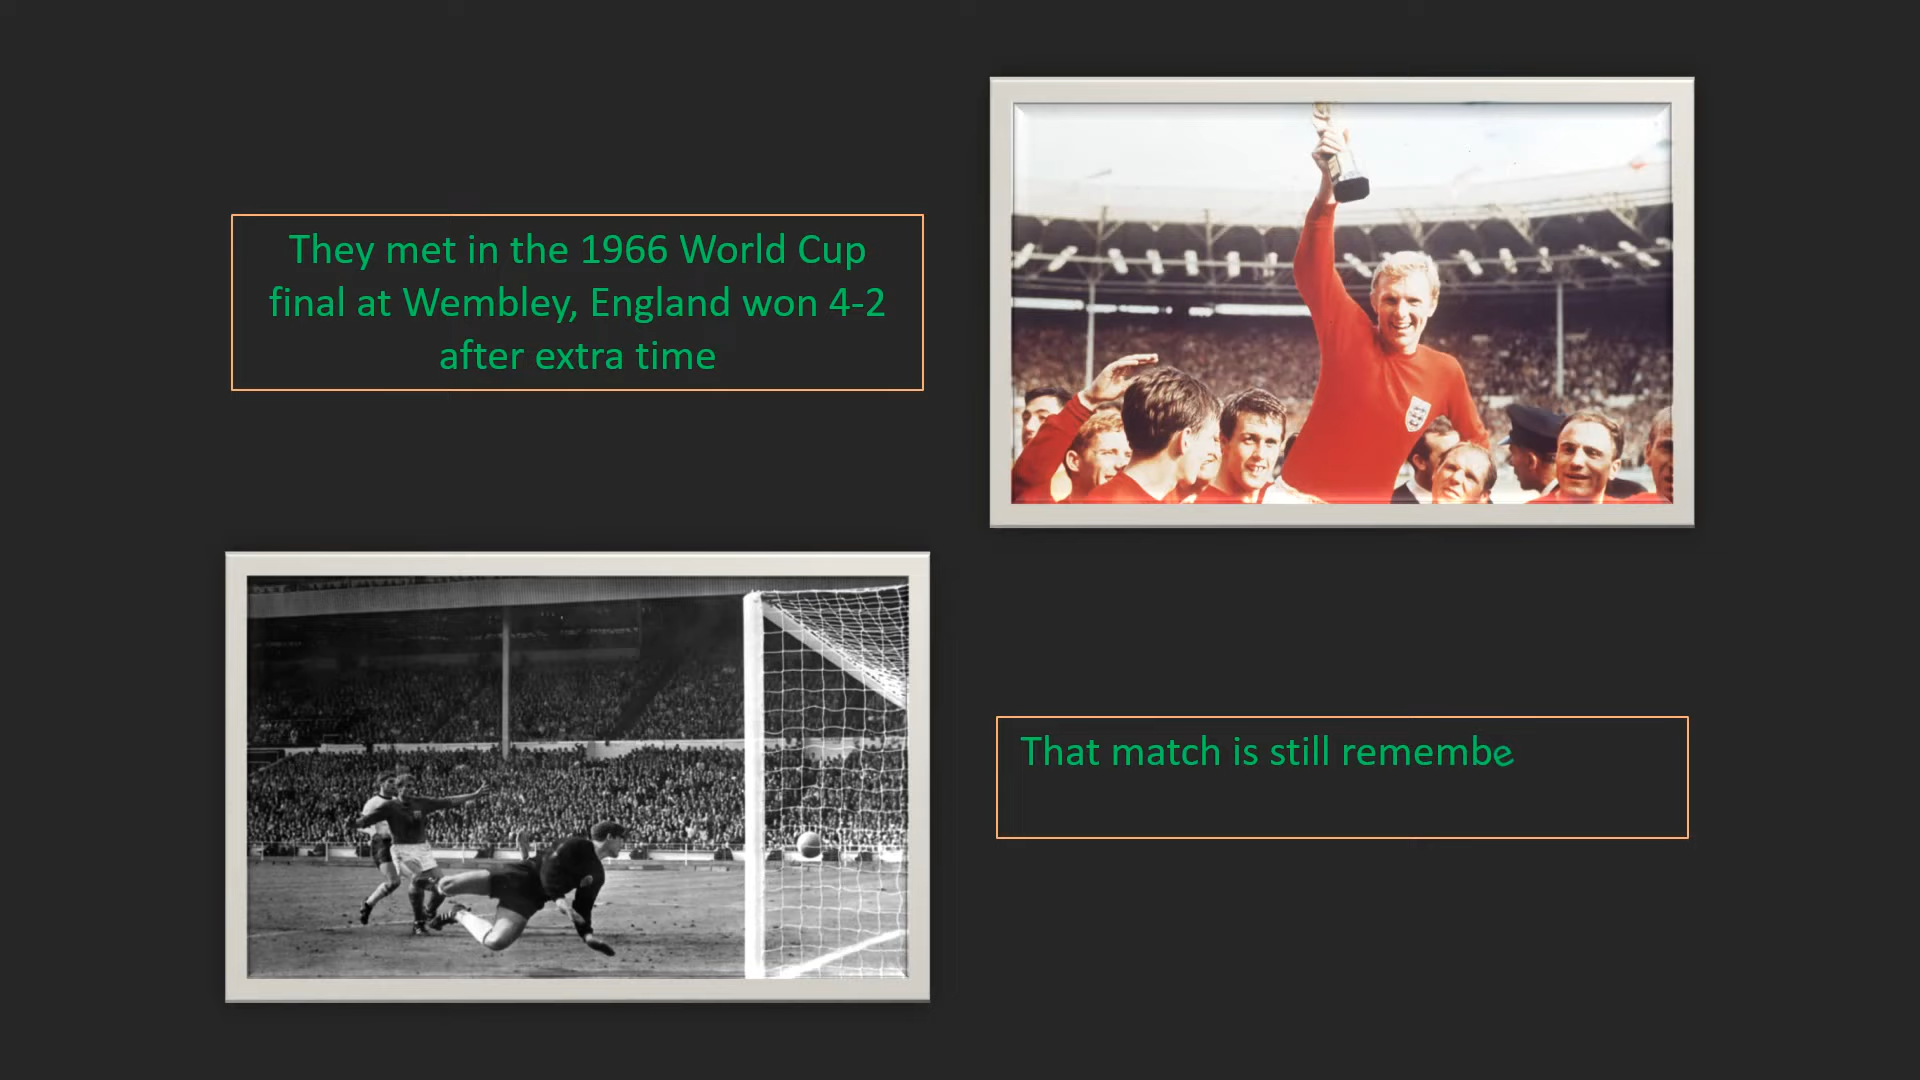 They met in the 1966 World Cup
final at Wembley, England won 4-2
after extra time
That match is still remembe